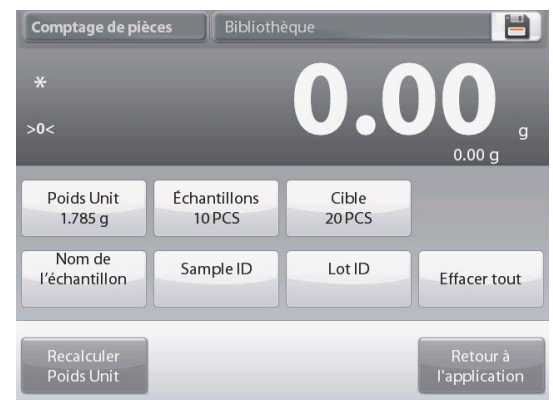 Comptage de pièces Bibliothèque
*
0.00 g
>0<
0.00 g
Poids Unit
1.785 g
Échantillons
10 PCS
Cible
20 PCS
Nom de
l'échantillon
Sample ID
Lot ID
Effacer tout
Recalculer
Poids Unit
Retour à
l'application